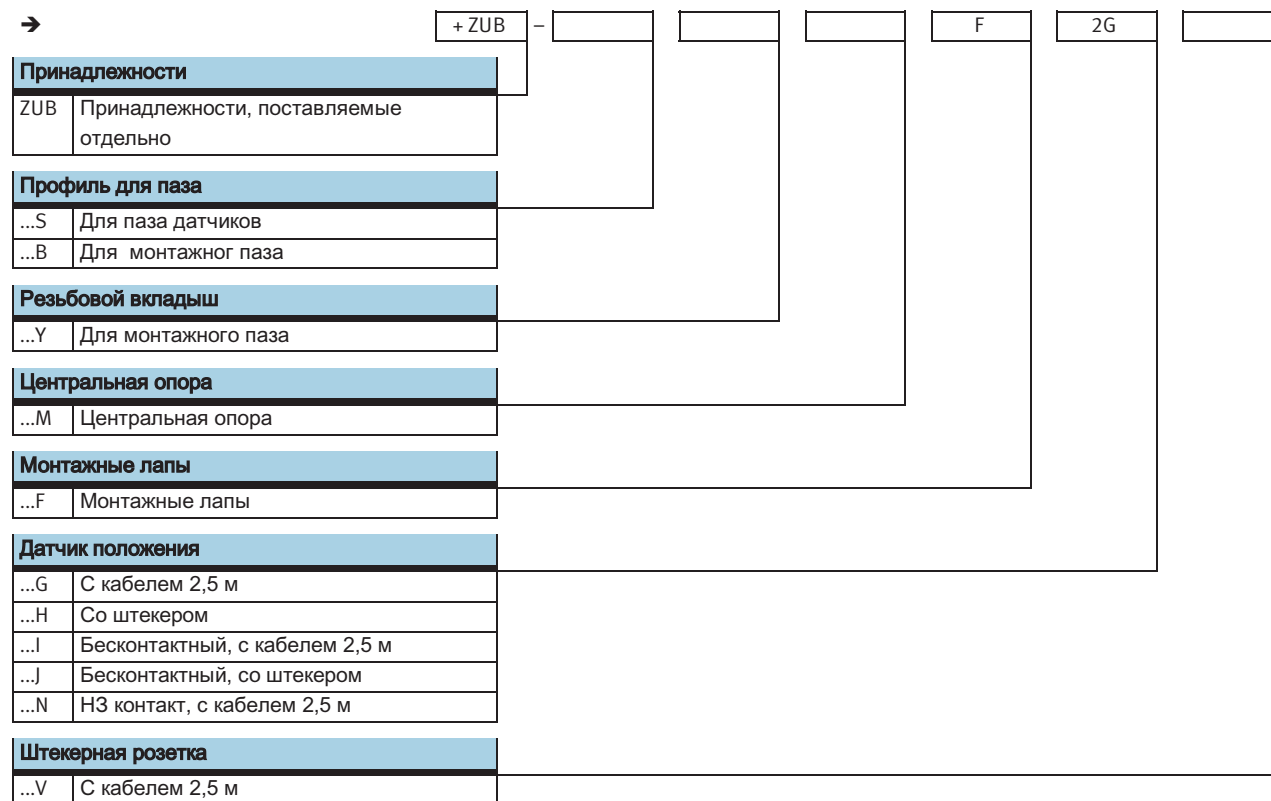 ➔ + ZUB – F 2G
Принадлежности
ZUB Принадлежности, поставляемые
отдельно
Профиль для паза
...S Для паза датчиков
...B Для монтажног паза
Резьбовой вкладыш
...Y Для монтажного паза
Центральная опора
...M Центральная опора
Монтажные лапы
...F Монтажные лапы
Датчик положения
...G С кабелем 2,5 м
...H Со штекером
...I Бесконтактный, с кабелем 2,5 м
...J Бесконтактный, со штекером
...N НЗ контакт, с кабелем 2,5 м
Штекерная розетка
...V С кабелем 2,5 м